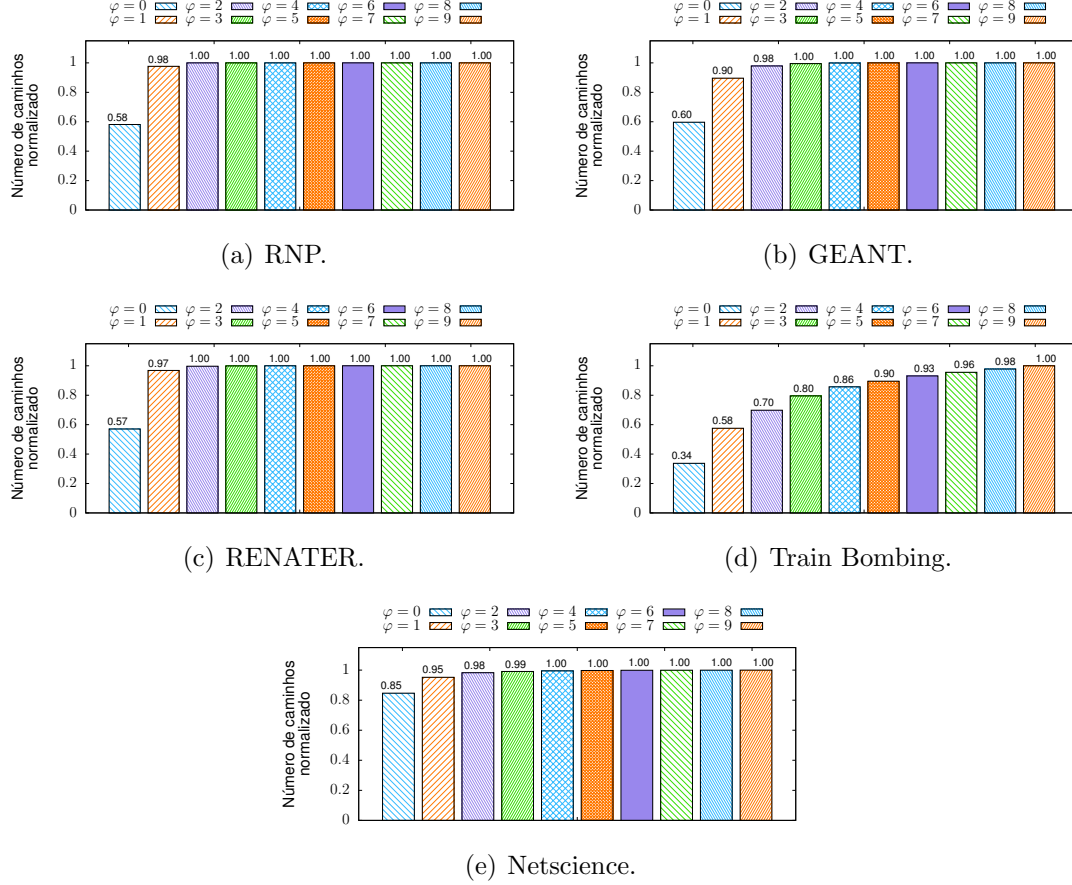 φ = 0 φ = 2 φ = 4 φ = 6 φ = 8
φ = 1 φ = 3 φ = 5 φ = 7 φ = 9
Número de caminhos
normalizado
1
0.8
0.6
0.4
0.2
0
0.58 0.98 1.00 1.00 1.00 1.00 1.00 1.00 1.00 1.00
(a) RNP.
φ = 0 φ = 2 φ = 4 φ = 6 φ = 8
φ = 1 φ = 3 φ = 5 φ = 7 φ = 9
Número de caminhos
normalizado
1
0.8
0.6
0.4
0.2
0
0.60 0.90 0.98 1.00 1.00 1.00 1.00 1.00 1.00 1.00
(b) GEANT.
φ = 0 φ = 2 φ = 4 φ = 6 φ = 8
φ = 1 φ = 3 φ = 5 φ = 7 φ = 9
Número de caminhos
normalizado
1
0.8
0.6
0.4
0.2
0
0.57 0.97 1.00 1.00 1.00 1.00 1.00 1.00 1.00 1.00
(c) RENATER.
φ = 0 φ = 2 φ = 4 φ = 6 φ = 8
φ = 1 φ = 3 φ = 5 φ = 7 φ = 9
Número de caminhos
normalizado
1
0.8
0.6
0.4
0.2
0
0.34 0.58 0.70 0.80 0.86 0.90 0.93 0.96 0.98 1.00
(d) Train Bombing.
φ = 0 φ = 2 φ = 4 φ = 6 φ = 8
φ = 1 φ = 3 φ = 5 φ = 7 φ = 9
Número de caminhos
normalizado
1
0.8
0.6
0.4
0.2
0
0.85 0.95 0.98 0.99 1.00 1.00 1.00 1.00 1.00 1.00
(e) Netscience.